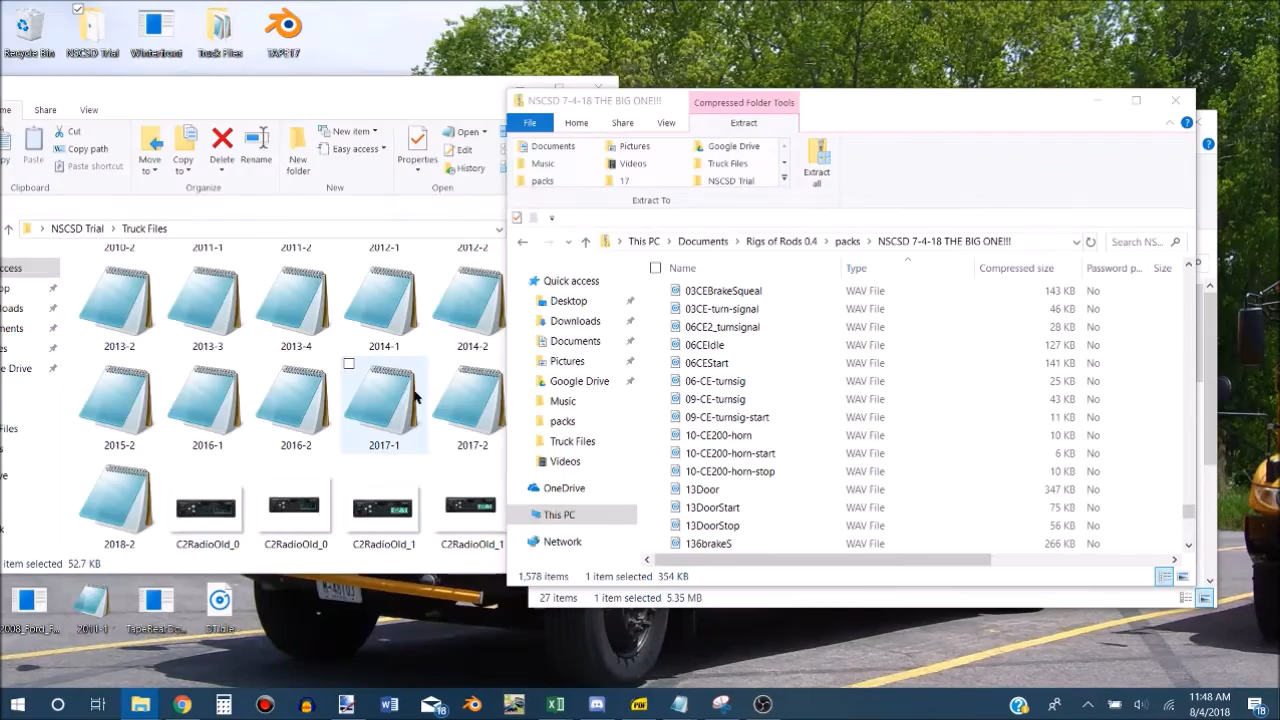 Recycle Bin NSCSD Trial Winterfront Truck Files TAPE17
Share View
Cut
Copy path
Paste Paste shortcut
Clipboard
Move to Copy to Delete Rename
Organize
New folder
New item
Easy access
New
Properties
Open
Edit
History
Open
NSCSD Trial Truck Files
2010-2 2011-1 2011-2 2012-1 2012-2
2013-2 2013-3 2013-4 2014-1 2014-2
2015-2 2016-1 2016-2 2017-1 2017-2
2018-2 C2RadioOld_0 C2RadioOld_0 C2RadioOld_1 C2RadioOld_1
item selected 52.7 KB
NSCSD 7-4-18 THE BIG ONE!!! Compressed Folder Tools
File Home Share View Extract
Documents Pictures Google Drive
Music Videos Truck Files
packs 17 NSCSD Trial
Extract all
Extract To
This PC Documents Rigs of Rods 0.4 packs NSCSD 7-4-18 THE BIG ONE!!! Search NS...
Quick access
Desktop
Downloads
Documents
Pictures
Google Drive
Music
packs
Truck Files
Videos
OneDrive
This PC
Network
Name Type Compressed size Password p... Size
03CEBrakeSqueal WAV File 143 KB No
03CE-turn-signal WAV File 46 KB No
06CE2_turnsignal WAV File 28 KB No
06CEIdle WAV File 127 KB No
06CEStart WAV File 141 KB No
06-CE-turnsig WAV File 25 KB No
09-CE-turnsig WAV File 43 KB No
09-CE-turnsig-start WAV File 11 KB No
10-CE200-horn WAV File 40 KB No
10-CE200-horn-start WAV File 6 KB No
10-CE200-horn-stop WAV File 10 KB No
13Door WAV File 347 KB No
13DoorStart WAV File 75 KB No
13DoorStop WAV File 56 KB No
136brakeS WAV File 266 KB No
1,578 items 1 item selected 354 KB
27 items 1 item selected 5.35 MB
2008_Ford_F... 2011-1 TapeRearDe... DTIdle
11:48 AM
8/4/2018